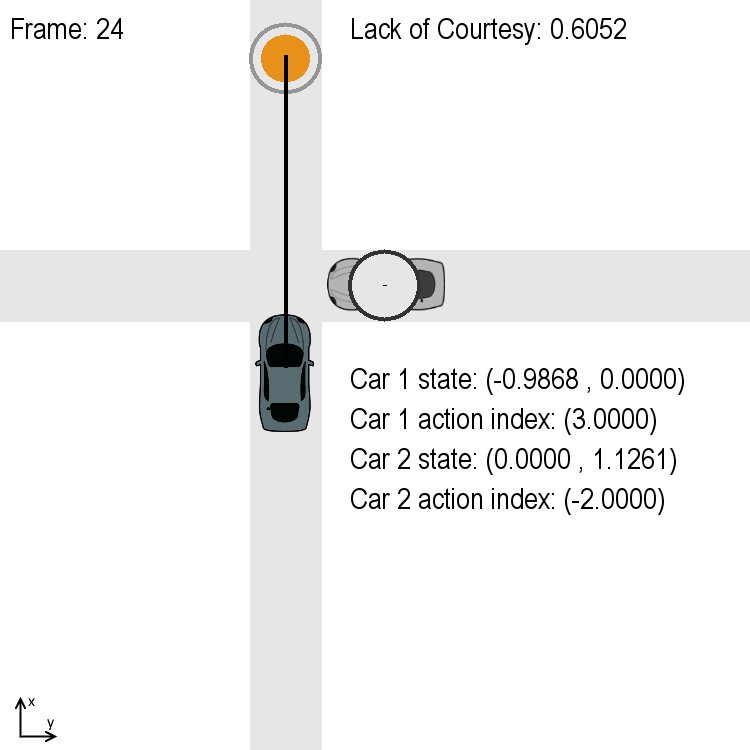 Frame: 24
Lack of Courtesy: 0.6052
Car 1 state: (-0.9868 , 0.0000)
Car 1 action index: (3.0000)
Car 2 state: (0.0000 , 1.1261)
Car 2 action index: (-2.0000)
x
y